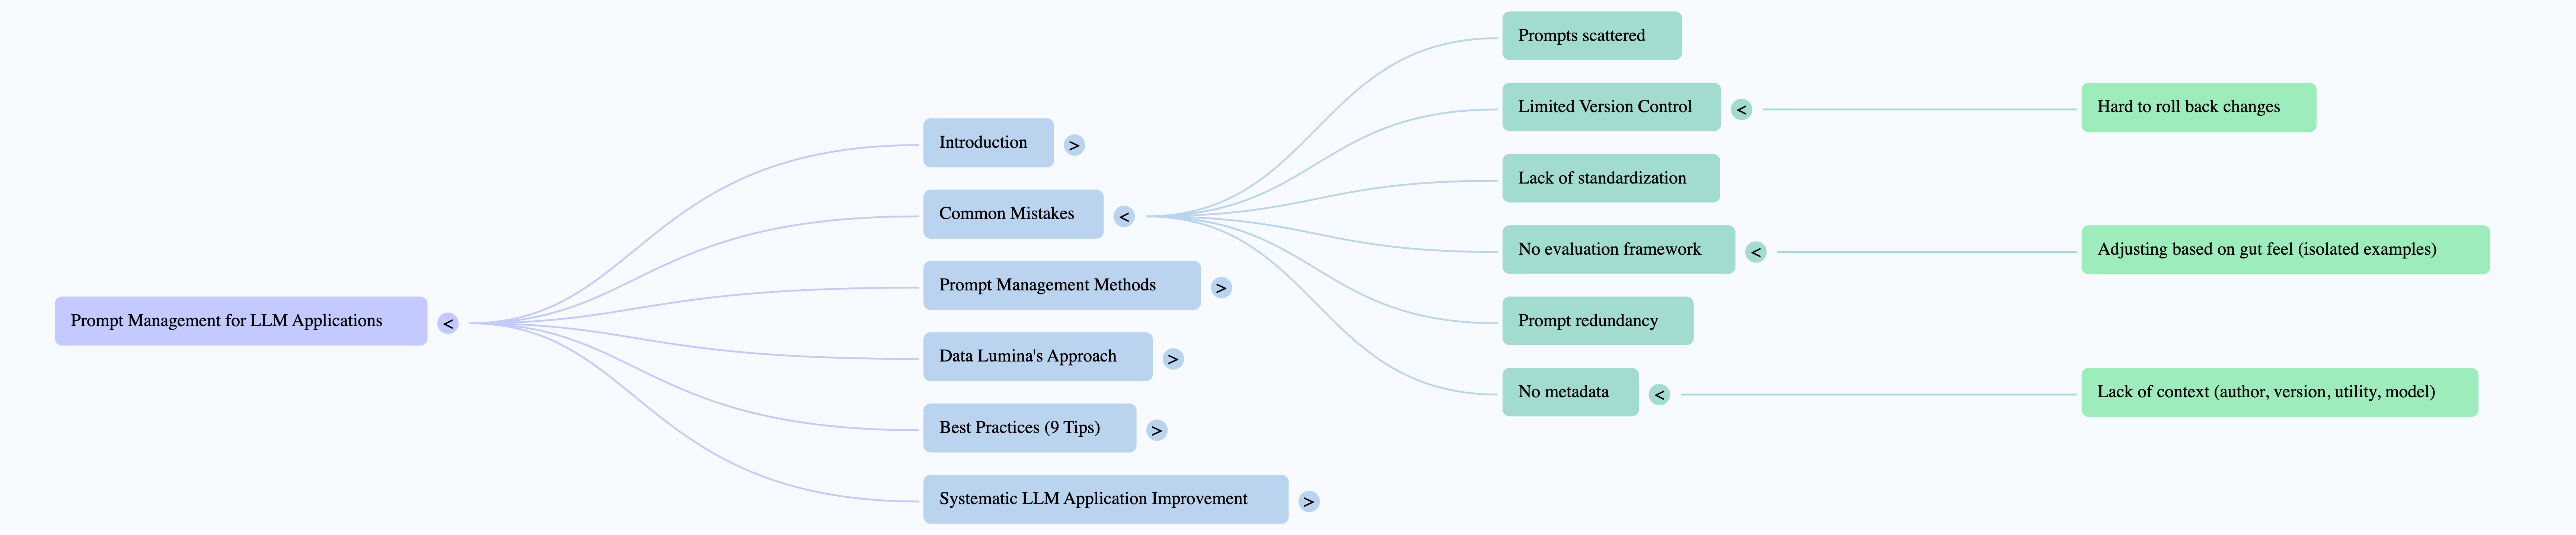 Prompt Management for LLM Applications
<
Introduction
>
Common Mistakes
<
Prompts scattered
Limited Version Control
<
Hard to roll back changes
Lack of standardization
No evaluation framework
<
Adjusting based on gut feel (isolated examples)
Prompt redundancy
No metadata
<
Lack of context (author, version, utility, model)
Prompt Management Methods
>
Data Lumina's Approach
>
Best Practices (9 Tips)
>
Systematic LLM Application Improvement
>